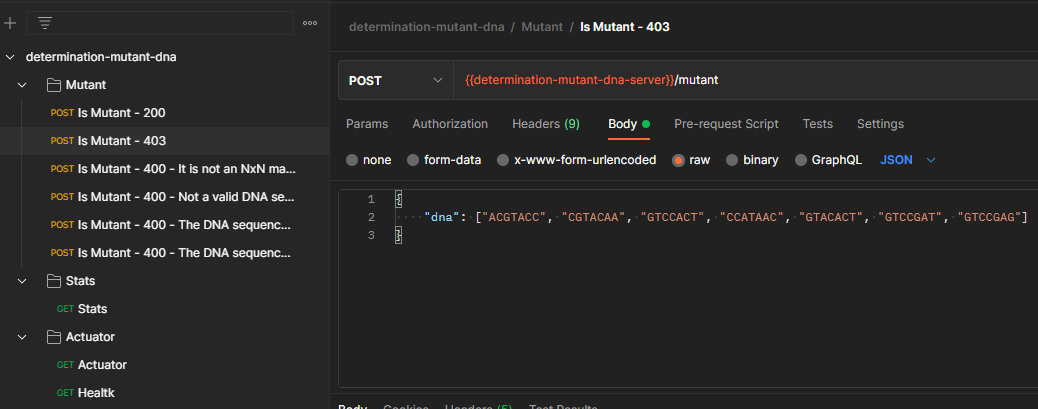 determination-mutant-dna / Mutant / Is Mutant - 403
determination-mutant-dna
Mutant
POST Is Mutant - 200
POST Is Mutant - 403
POST Is Mutant - 400 - It is not an NxN ma...
POST Is Mutant - 400 - Not a valid DNA se...
POST Is Mutant - 400 - The DNA sequenc...
POST Is Mutant - 400 - The DNA sequenc...
Stats
GET Stats
Actuator
GET Actuator
GET Healtk
POST {{determination-mutant-dna-server}}/mutant
Params Authorization Headers (9) Body Pre-request Script Tests Settings
none form-data x-www-form-urlencoded raw binary GraphQL JSON
1 {
2 "dna": ["ACGTACC", "CGTACAA", "GTCCACT", "CCATAAC", "GTACACT", "GTCCGAT", "GTCCGAG"]
3 }
Body Cookies Headers (5) Test Results